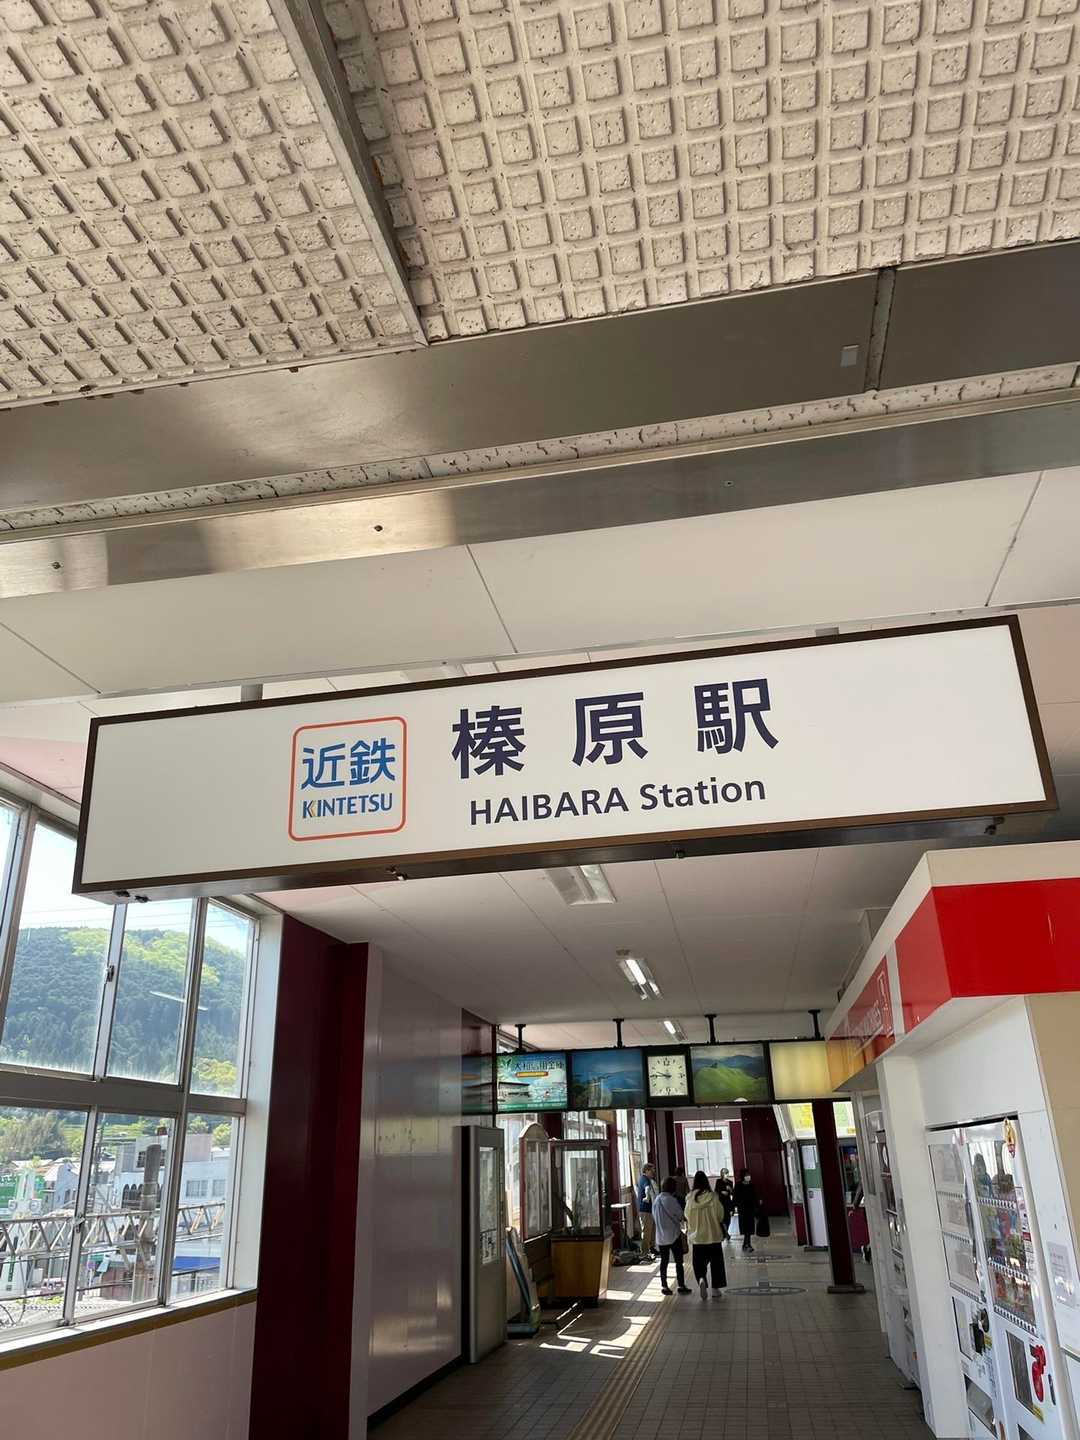 近鉄
KINTETSU
榛原駅
HAIBARA Station